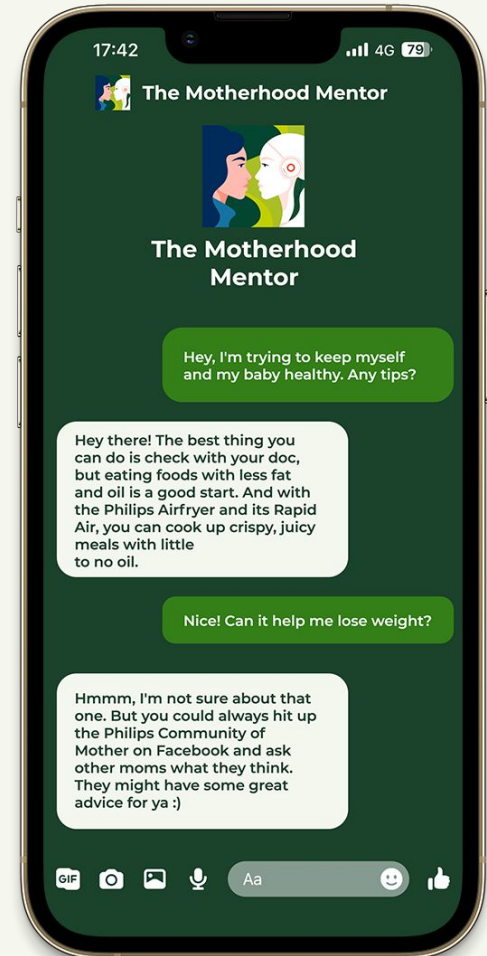 17:42
4G 79
The Motherhood Mentor
The Motherhood
Mentor
Hey, I'm trying to keep myself
and my baby healthy. Any tips?
Hey there! The best thing you
can do is check with your doc,
but eating foods with less fat
and oil is a good start. And with
the Philips Airfryer and its Rapid
Air, you can cook up crispy, juicy
meals with little
to no oil.
Nice! Can it help me lose weight?
Hmmm, I'm not sure about that
one. But you could always hit up
the Philips Community of
Mother on Facebook and ask
other moms what they think.
They might have some great
advice for ya :)
GIF
Aa